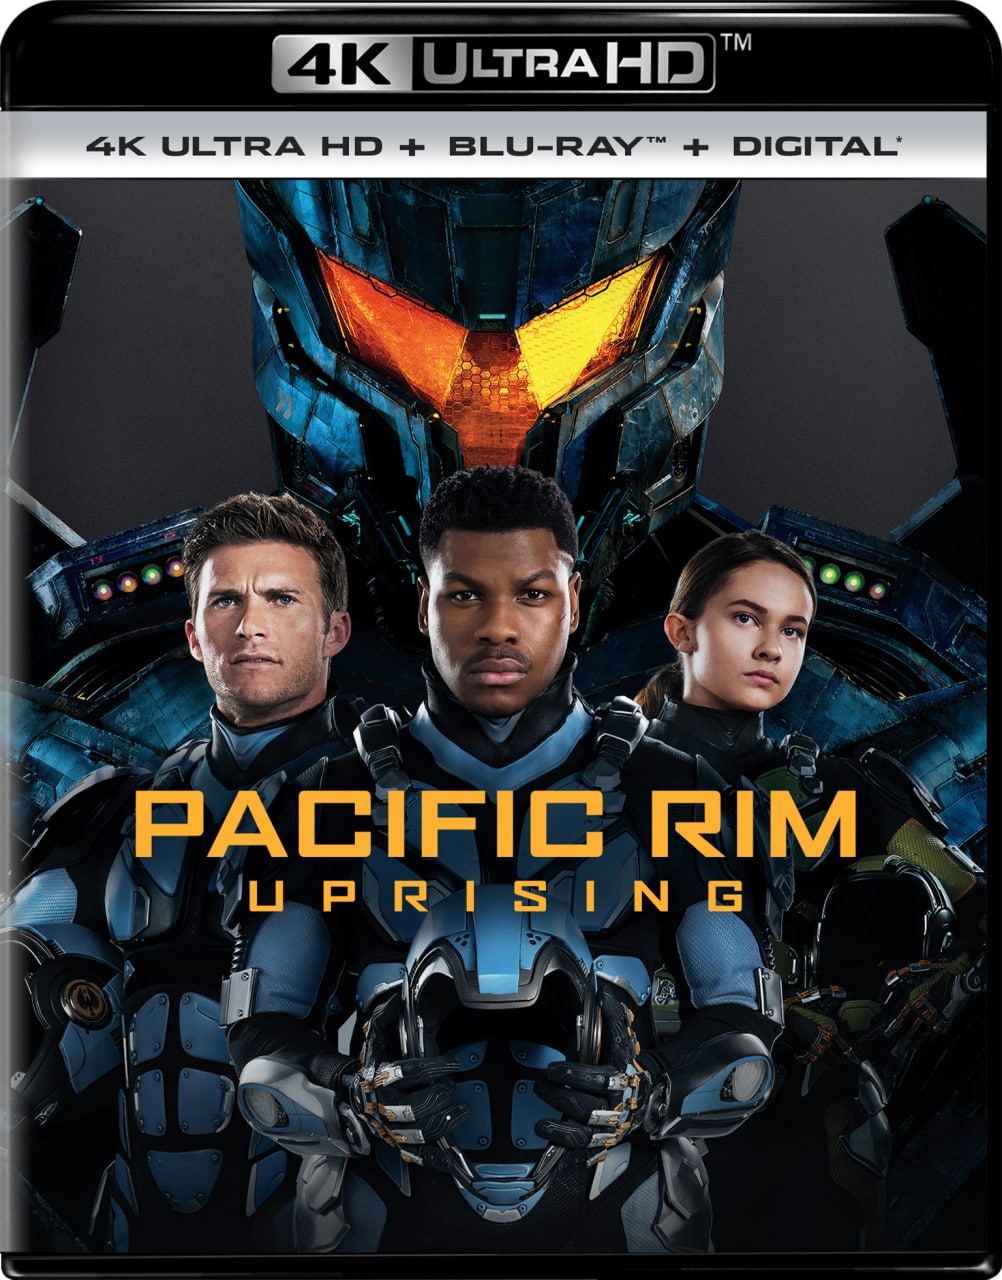 4K ULTRA HD™
4K ULTRA HD + BLU-RAY™ + DIGITAL*
PACIFIC RIM
UPRISING